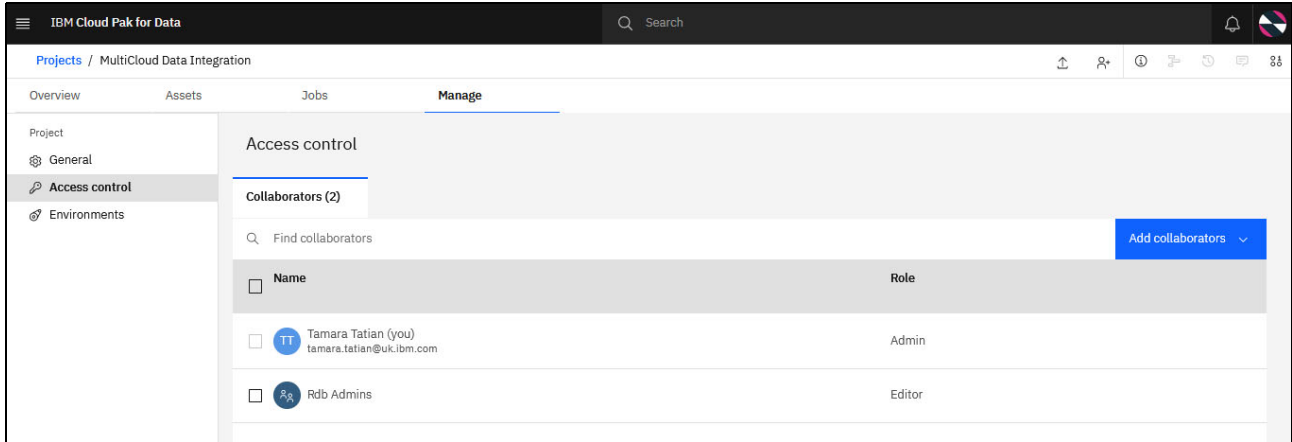 IBM Cloud Pak for Data
Search
Projects / MultiCloud Data Integration
Overview Assets Jobs Manage
Project
General
Access control
Environments
Access control
Collaborators (2)
Find collaborators
Add collaborators
Name Role
TT Tamara Tatian (you) Admin
tamara.tatian@uk.ibm.com
Rdb Admins Editor